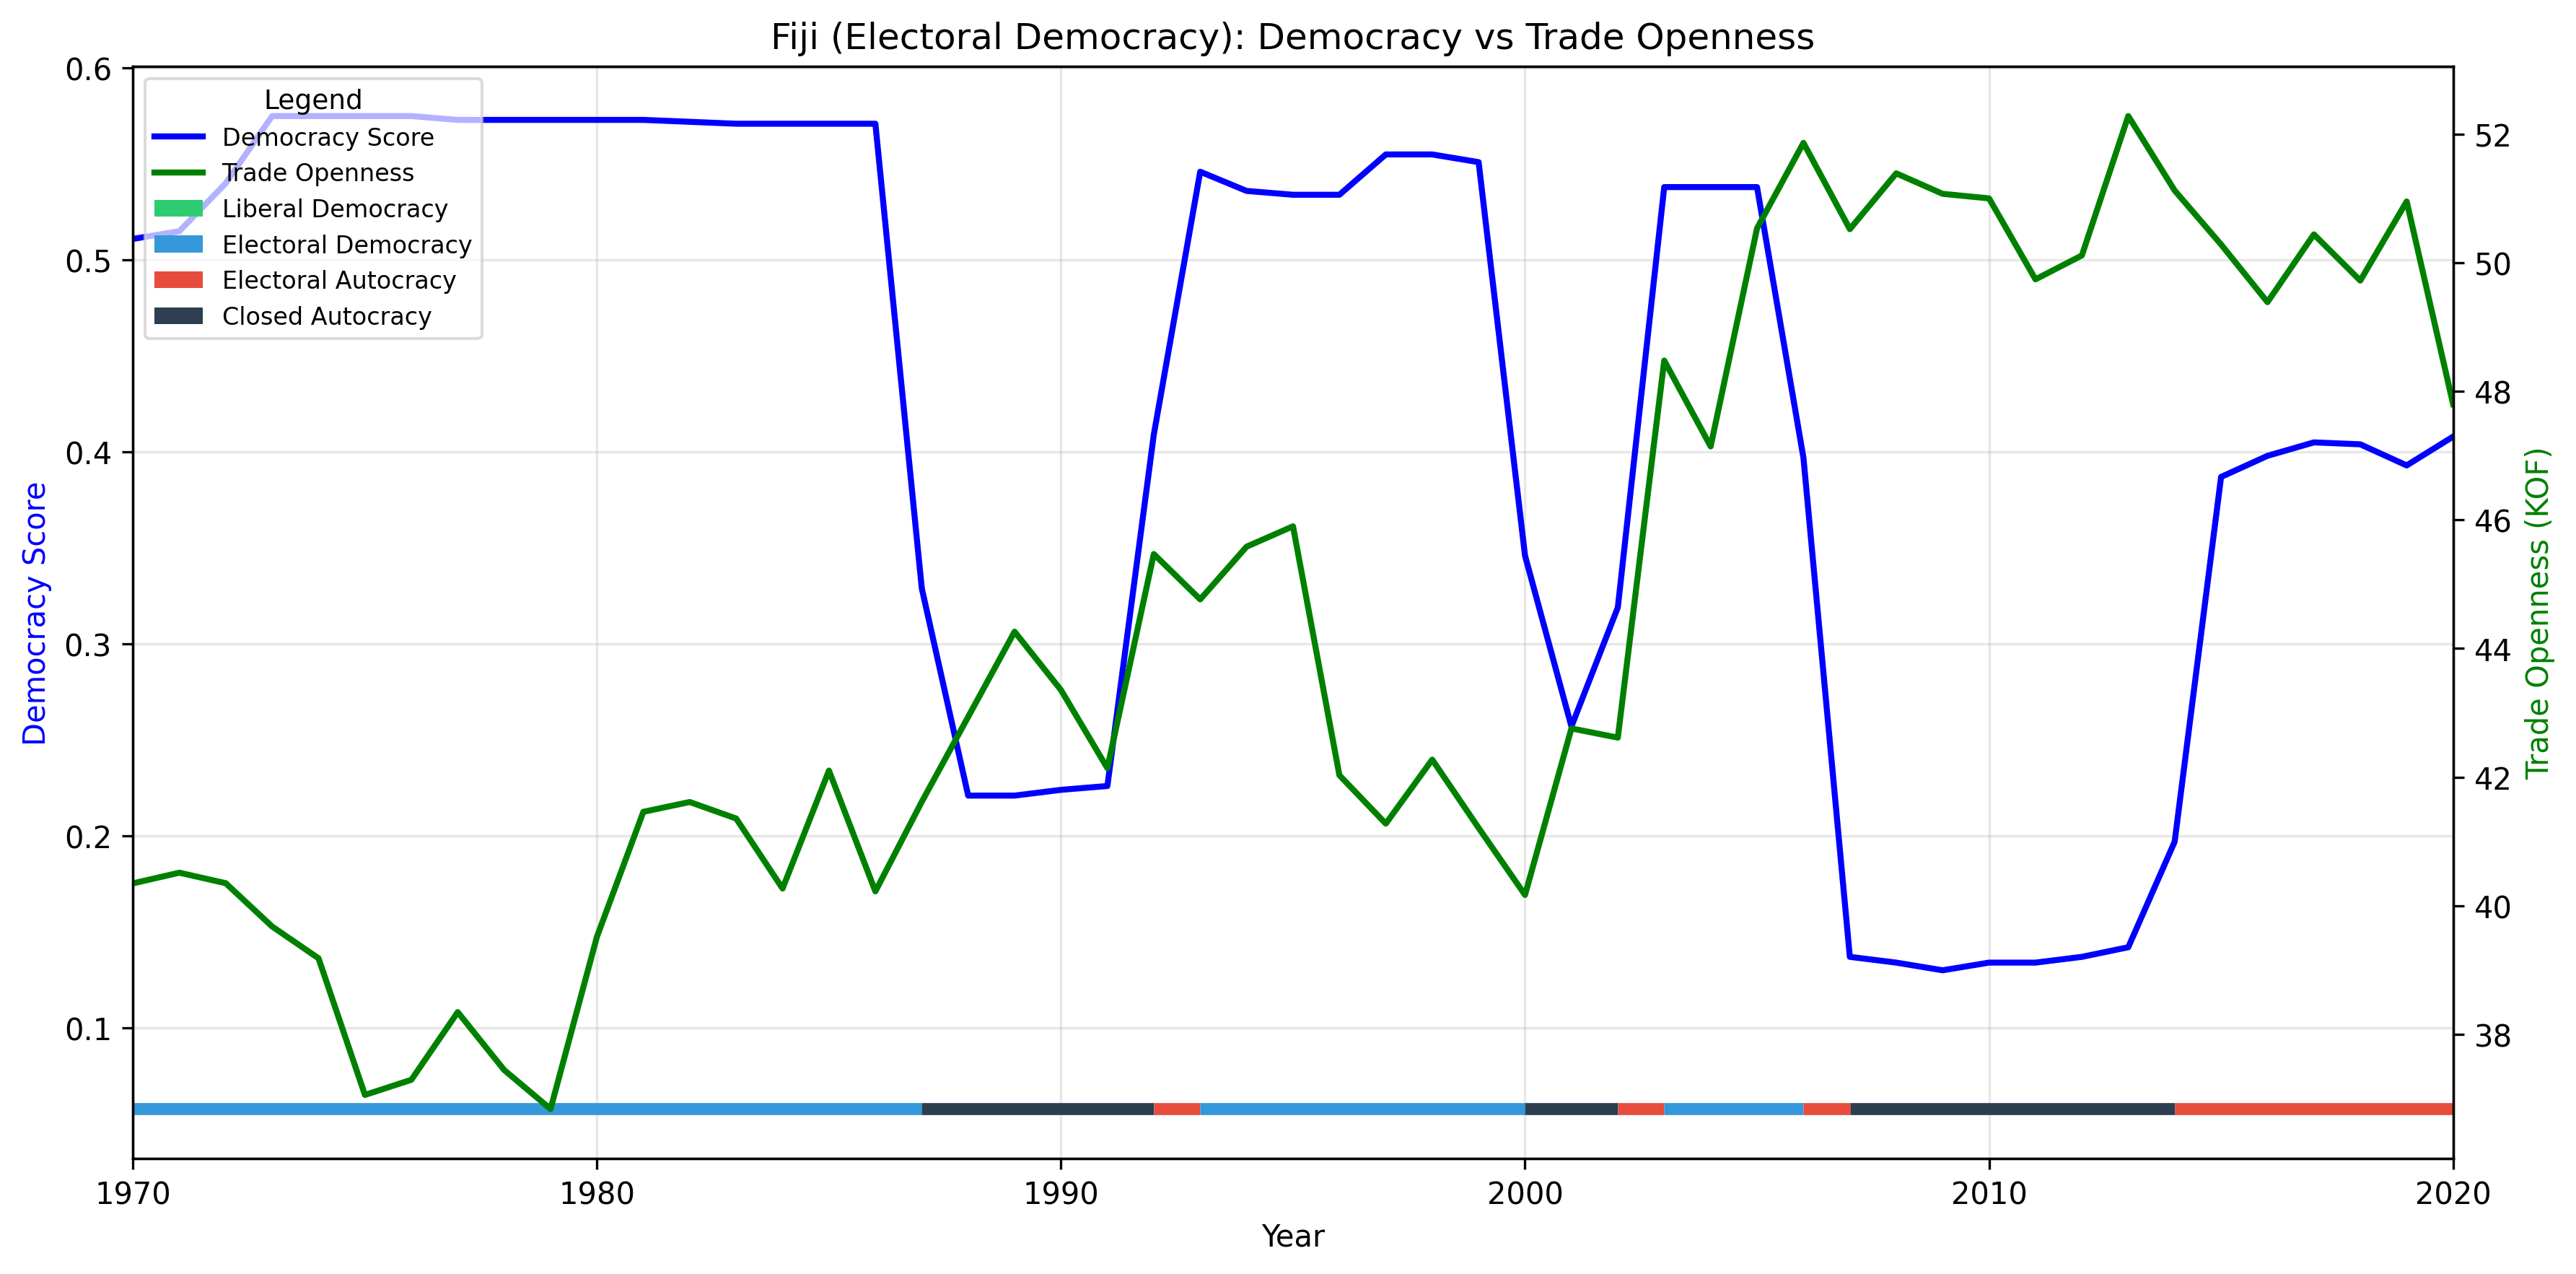 Fiji (Electoral Democracy): Democracy vs Trade Openness
Legend
Democracy Score
Trade Openness
Liberal Democracy
Electoral Democracy
Electoral Autocracy
Closed Autocracy
0.6
0.5
0.4
0.3
0.2
0.1
Democracy Score
52
50
48
46
44
42
40
38
Trade Openness (KOF)
1970
1980
1990
2000
2010
2020
Year